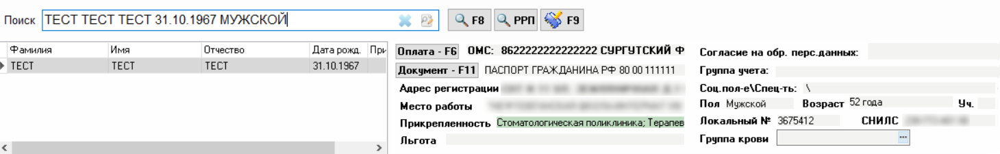 Поиск ТЕСТ ТЕСТ ТЕСТ 31.10.1967 МУЖСКОЙ F8 РРП F9
Фамилия Имя Отчество Дата рожд. При
ТЕСТ ТЕСТ ТЕСТ 31.10.1967
Оплата - F6 ОМС: 8622222222222222 СУРГУТСКИЙ Ф
Документ - F11 ПАСПОРТ ГРАЖДАНИНА РФ 80 00 111111
Адрес регистрации
Место работы
Прикрепленность Стоматологическая поликлиника; Терапев
Льгота
Согласие на обр. перс.данных:
Группа учета:
Соц.пол-е\Спец-ть: \
Пол Мужской Возраст 52 года Уч.
Локальный № 3675412 СНИЛС
Группа крови ...